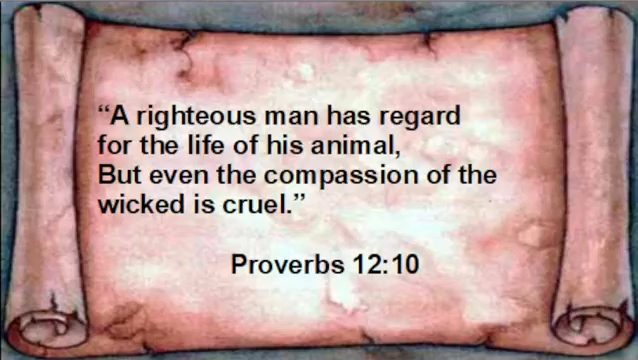 “A righteous man has regard
for the life of his animal,
But even the compassion of the
wicked is cruel.”
Proverbs 12:10